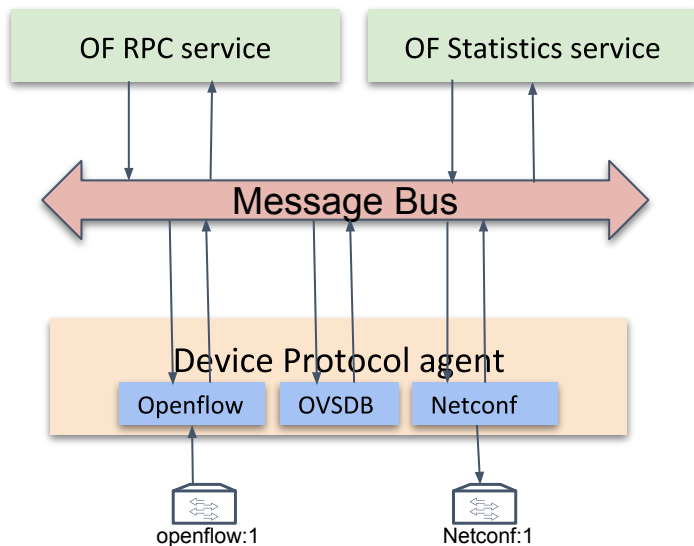 OF RPC service
OF Statistics service
Message Bus
Device Protocol agent
Openflow
OVSDB
Netconf
openflow:1
Netconf:1